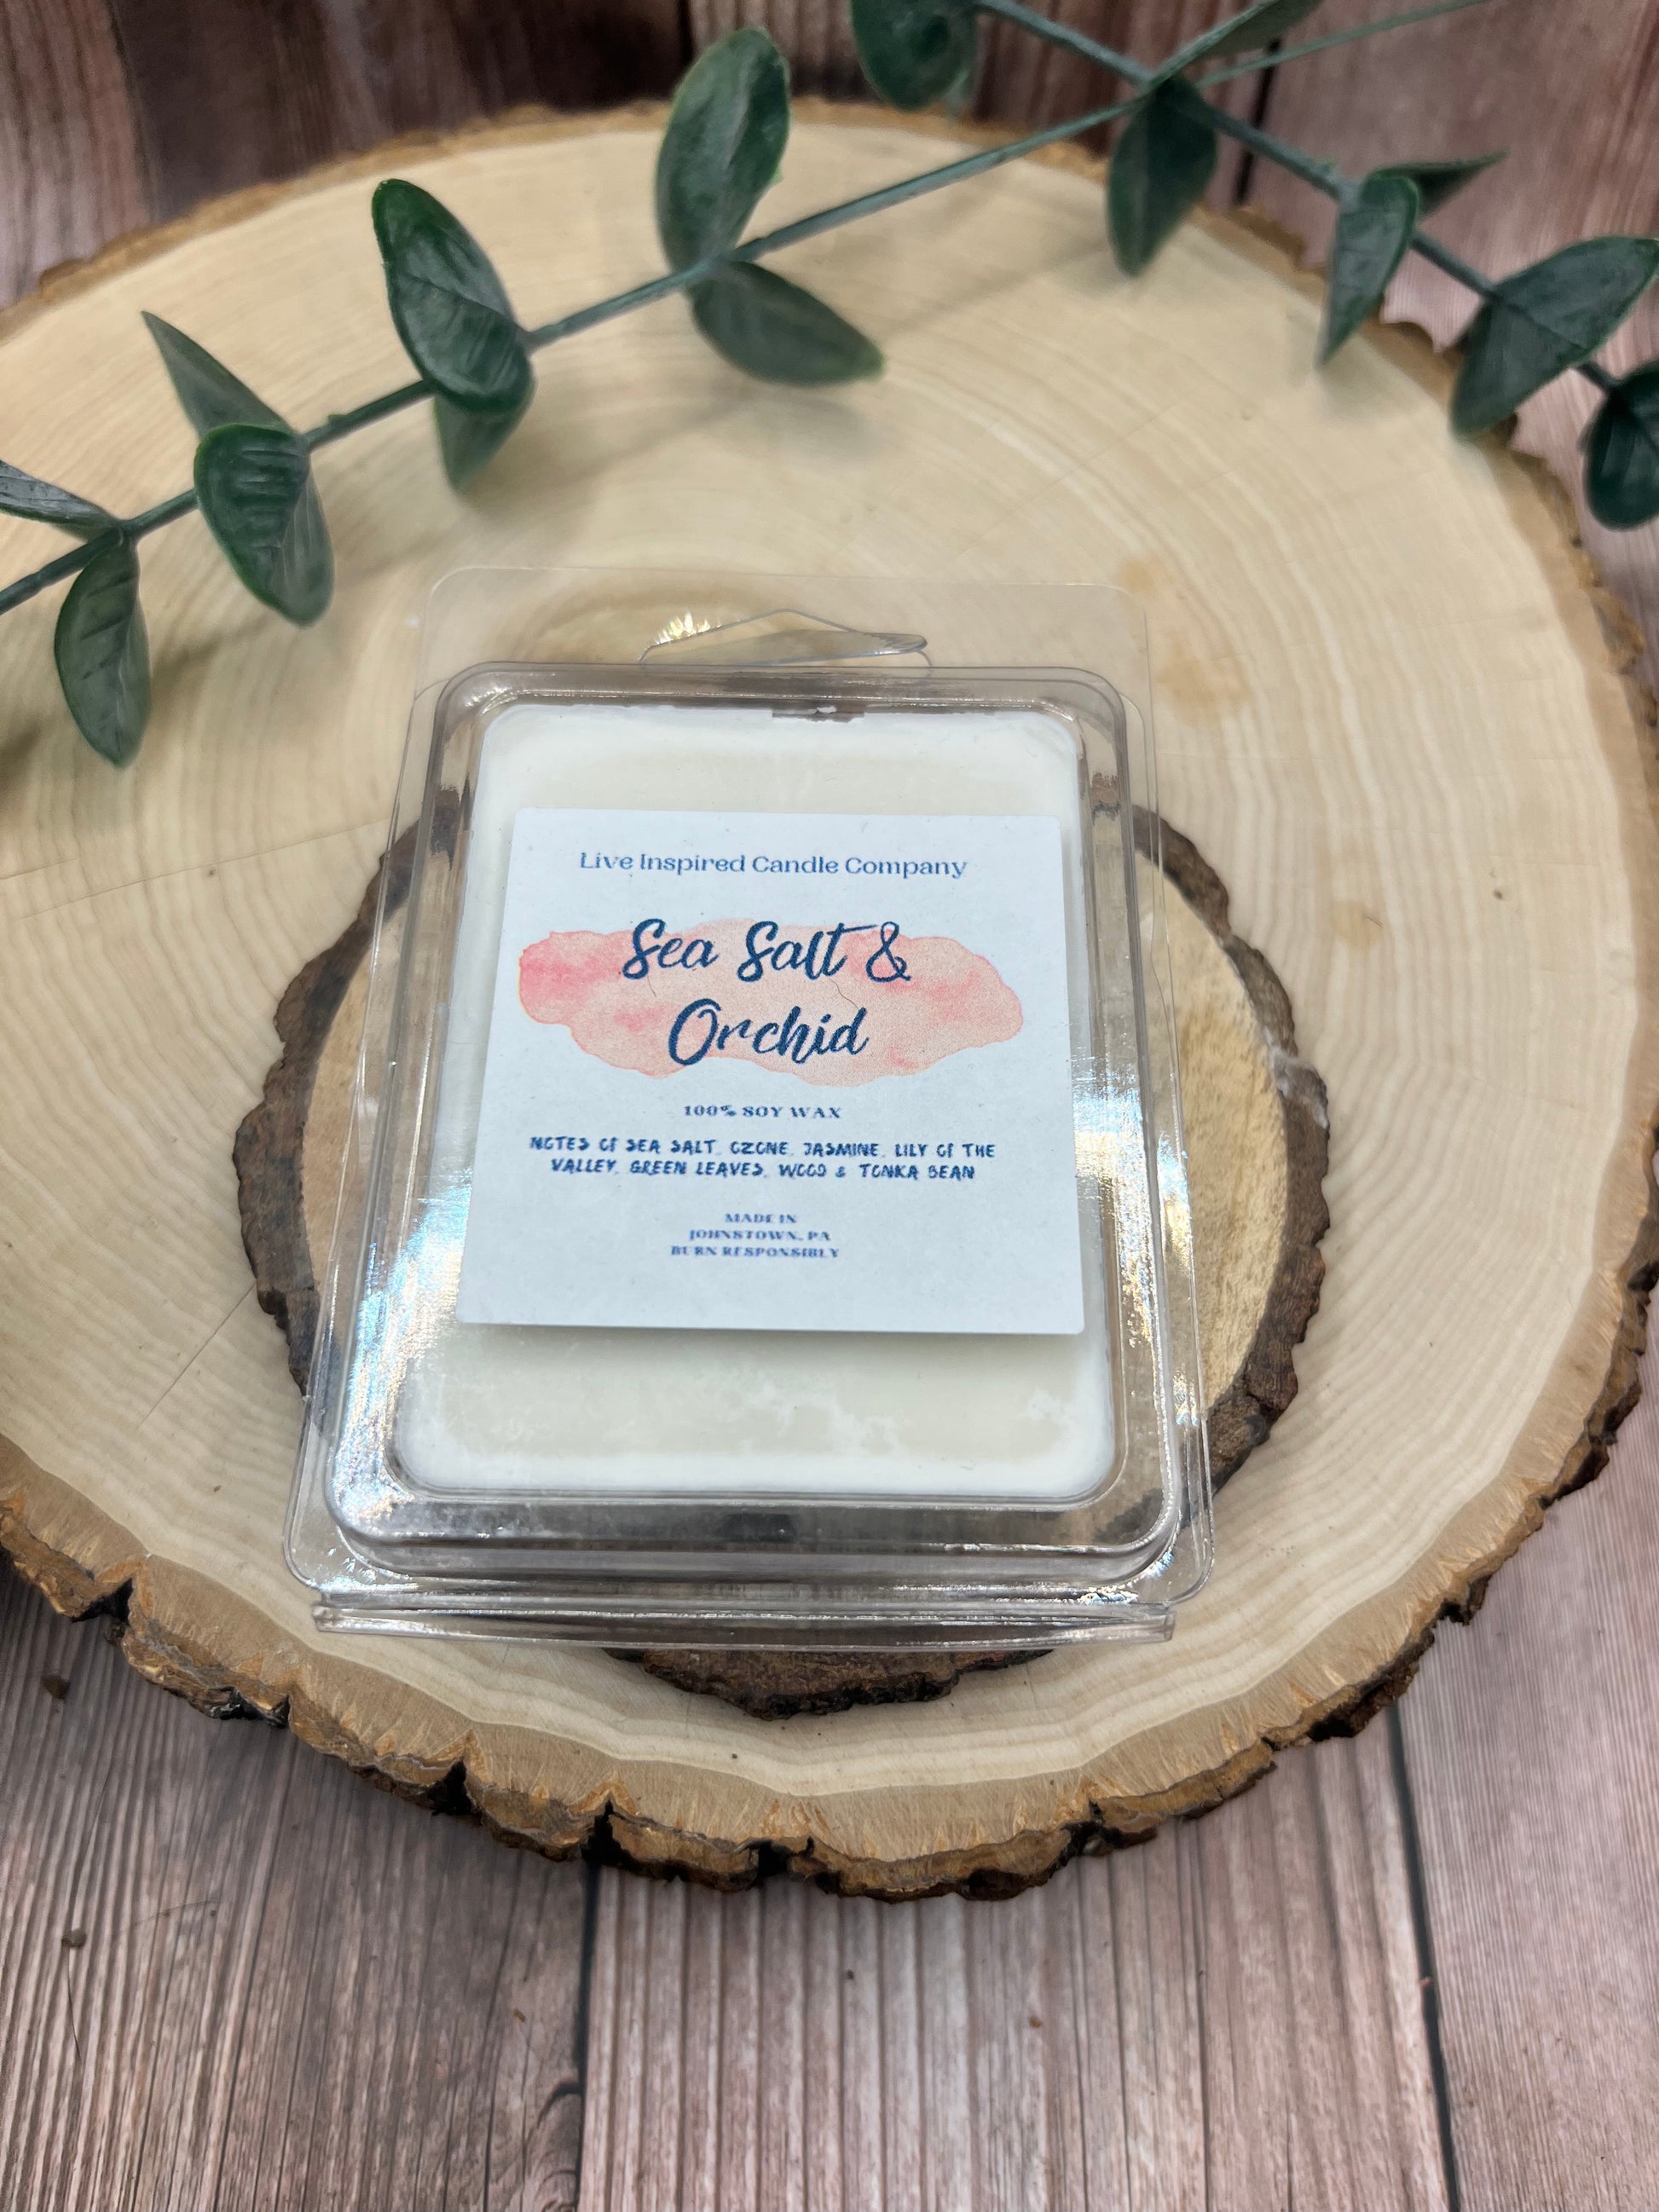 Live Inspired Candle Company
Sea Salt &
Orchid
100% SOY WAX
NOTES OF SEA SALT, OZONE, JASMINE, LILY OF THE
VALLEY, GREEN LEAVES, WOOD & TONKA BEAN
MADE IN
JOHNSTOWN, PA
BURN RESPONSIBLY